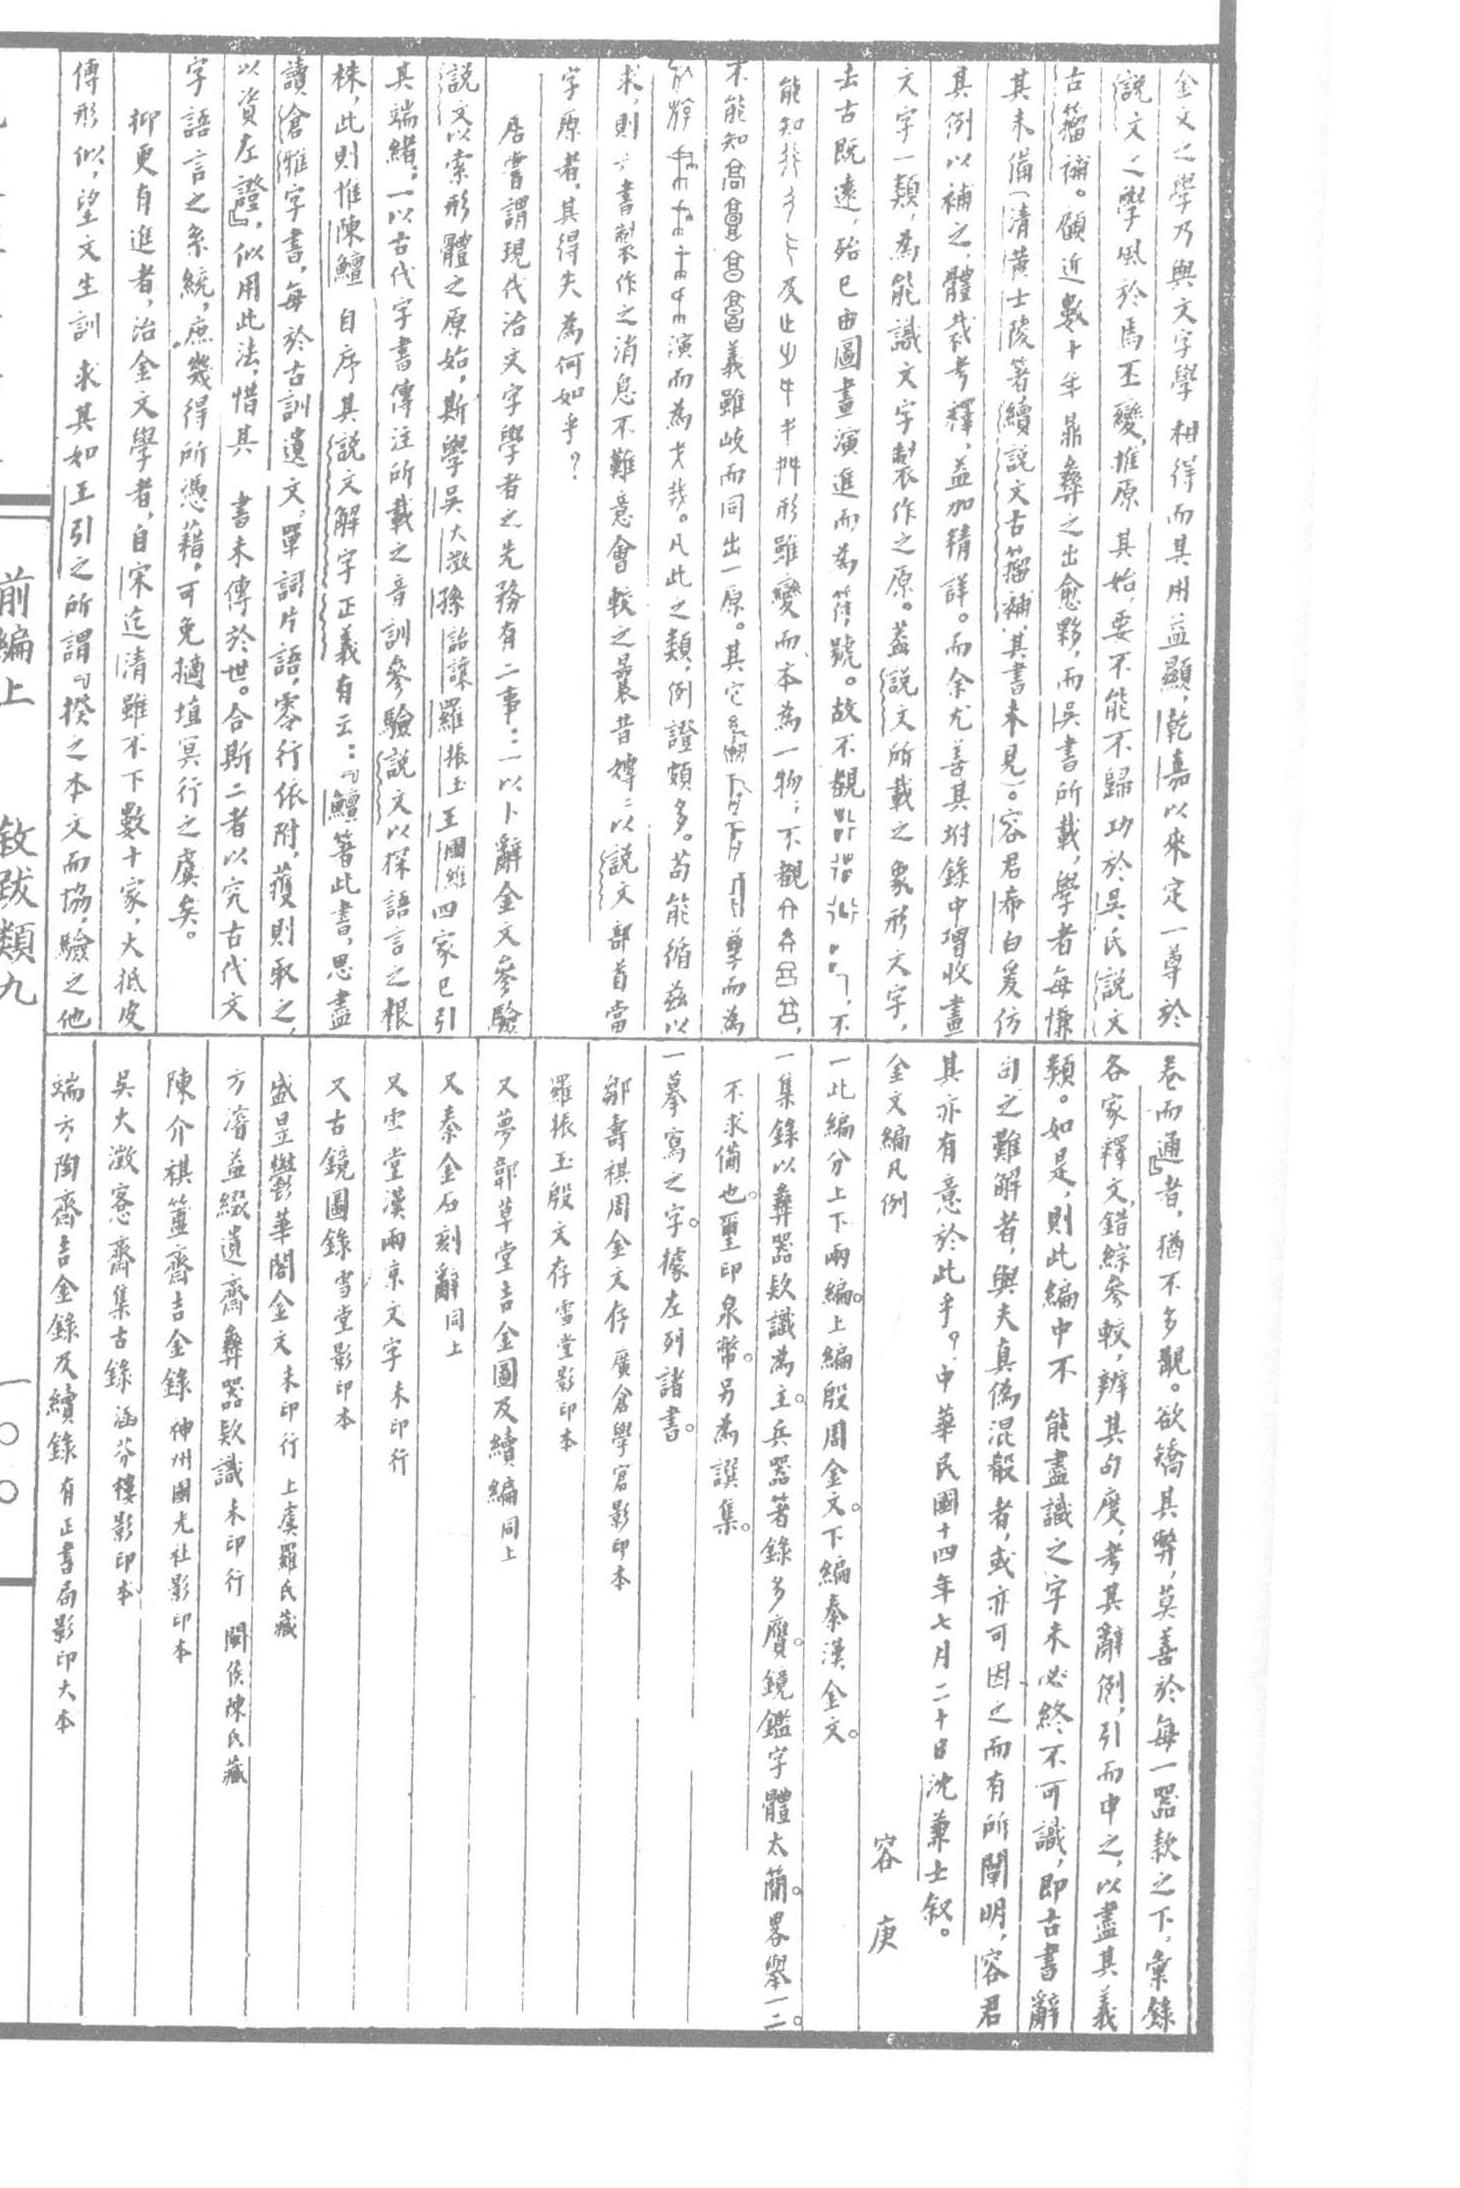 金文之學乃與文字學相得而其用益顯，乾嘉以來定一尊於
說文之學風於焉丕變，推原其始，要不能不歸功於吳氏說文
古籀補。顧近數十年鼎彝之出愈夥，而吳書所載，學者每慊
其未備（清黃士陵著續說文古籀補，其書未見）。容君希白爰仿
其例以補之，體裁考釋，益加精詳。而余尤善其坿錄中增收畫
文字一類，為能識文字製作之原。蓋說文所載之象形文字，
去古既遠，殆已由圖畫演進而為符號。故不觀，不
能知及止形雖變而本為一物；不觀，
不能知義雖岐而同出一原。其它孳而為
演而為戈㦰。凡此之類，例證頗多。苟能循茲以
求，則六書製作之消息不難意會較之曩昔㙛㙛以說文部首當
字原者，其得失為何如乎？
居嘗謂現代治文字學者之先務有二事：一以卜辭金文參驗
說文以索形體之原始，斯學吳大澂孫詒讓羅振玉王國維四家已引
其端緒。一以古代字書傳注所載之音訓參驗說文以探語言之根
株，此則惟陳鱣自序其說文解字正義有云：『鱣箸此書，思盡
讀倉雅字書，每於古訓遺文，單詞片語，零行依附，獲則取之，
以資左證』，似用此法，惜其書未傳於世。合斯二者以究古代文
字語言之系統，庶幾得所憑藉，可免擿埴冥行之虞矣。
抑更有進者，治金文學者，自宋迄清雖不下數十家，大抵皮
傅形似，望文生訓求其如王引之所謂『揆之本文而協，驗之他
卷而通』者，猶不多覯。欲矯其弊，莫善於每一器款之下，彙錄
各家釋文，錯綜參較，辨其句度，考其辭例，引而申之，以盡其義
類。如是，則此編中不能盡識之字未必終不可識，即古書辭
句之難解者，與夫真偽混殽者，或亦可因之而有所闡明，容君
其亦有意於此乎？中華民國十四年七月二十日沈兼士叙。
金文編凡例
容庚
一此編分上下兩編。上編殷周金文。下編秦漢金文。
一集錄以彝器欵識為主。兵器著錄多贗。鏡鑑字體太簡。畧舉一二。
不求備也。璽印泉幣。另為譔集。
一摹寫之字。據左列諸書。
鄒壽祺周金文存 廣倉學窘影印本
羅振玉殷文存 雪堂影印本
又夢郼草堂吉金圖及續編 同上
又秦金石刻辭 同上
又雪堂漢兩京文字 未印行
又古鏡圖錄 雪堂影印本
盛昱鬱華閣金文 未印行 上虞羅氏藏
方濬益綴遺齋彝器欵識 未印行 閩侯陳氏藏
陳介祺簠齋吉金錄 神州國光社影印本
吳大澂愙齋集古錄 涵芬樓影印本
端方陶齋吉金錄及續錄 有正書局影印大本
前編上 敘跋類九 一〇〇